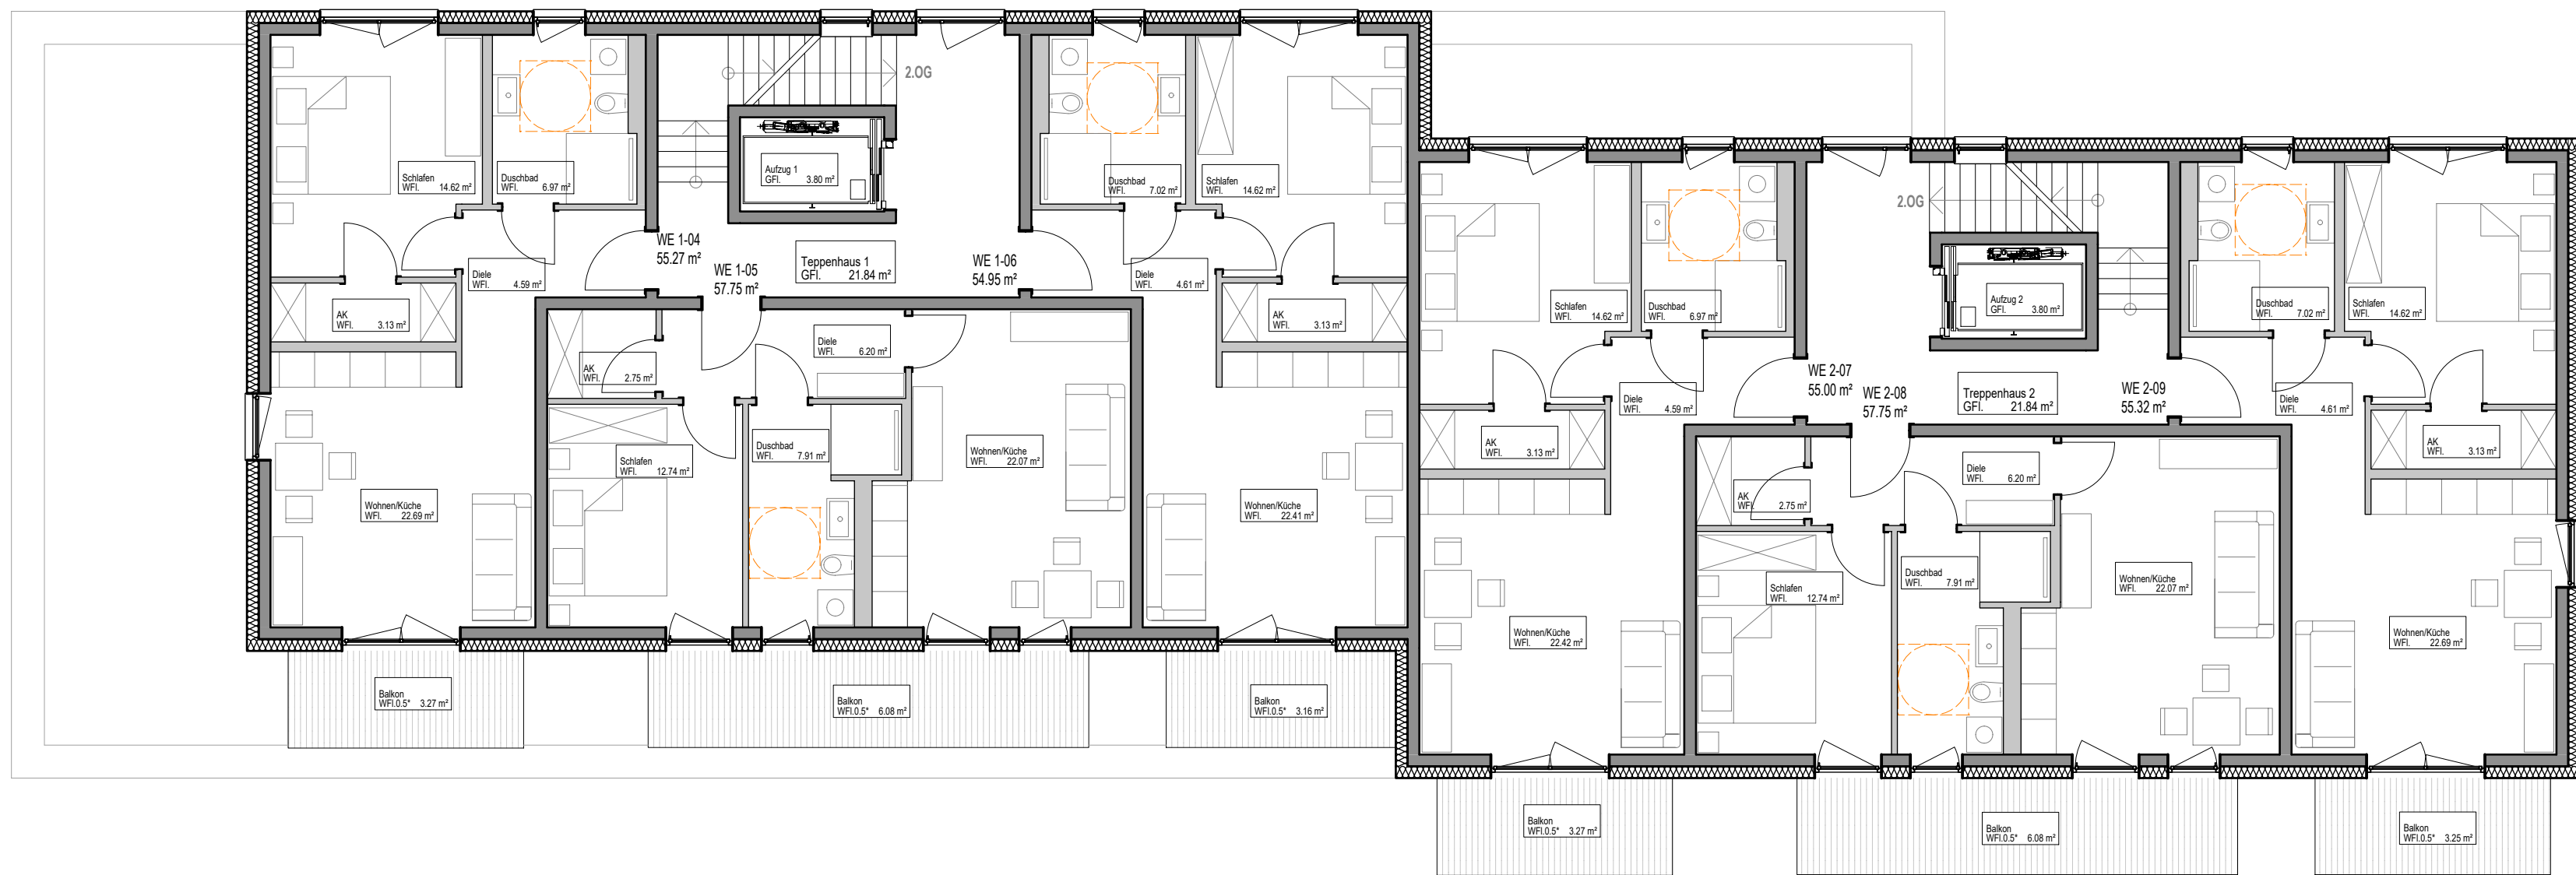 2.OG
Aufzug 1
GFl. 3.80 m²
Schlafen
WFl. 14.62 m²
Duschbad
WFl. 6.97 m²
Duschbad
WFl. 7.02 m²
Schlafen
WFl. 14.62 m²
WE 1-04
55.27 m²
WE 1-05
57.75 m²
Teppenhaus 1
GFl. 21.84 m²
WE 1-06
54.95 m²
Diele
WFl. 4.59 m²
Diele
WFl. 4.61 m²
AK
WFl. 3.13 m²
AK
WFl. 3.13 m²
Diele
WFl. 6.20 m²
AK
WFl. 2.75 m²
Schlafen
WFl. 12.74 m²
Duschbad
WFl. 7.91 m²
Wohnen/Küche
WFl. 22.07 m²
Wohnen/Küche
WFl. 22.69 m²
Wohnen/Küche
WFl. 22.41 m²
Balkon
WFl.0.5* 3.27 m²
Balkon
WFl.0.5* 6.08 m²
Balkon
WFl.0.5* 3.16 m²
2.OG
Aufzug 2
GFl. 3.80 m²
Schlafen
WFl. 14.62 m²
Duschbad
WFl. 6.97 m²
Duschbad
WFl. 7.02 m²
Schlafen
WFl. 14.62 m²
WE 2-07
55.00 m²
WE 2-08
57.75 m²
Treppenhaus 2
GFl. 21.84 m²
WE 2-09
55.32 m²
Diele
WFl. 4.59 m²
Diele
WFl. 4.61 m²
AK
WFl. 3.13 m²
AK
WFl. 3.13 m²
Diele
WFl. 6.20 m²
AK
WFl. 2.75 m²
Schlafen
WFl. 12.74 m²
Duschbad
WFl. 7.91 m²
Wohnen/Küche
WFl. 22.07 m²
Wohnen/Küche
WFl. 22.42 m²
Wohnen/Küche
WFl. 22.69 m²
Balkon
WFl.0.5* 3.27 m²
Balkon
WFl.0.5* 6.08 m²
Balkon
WFl.0.5* 3.25 m²